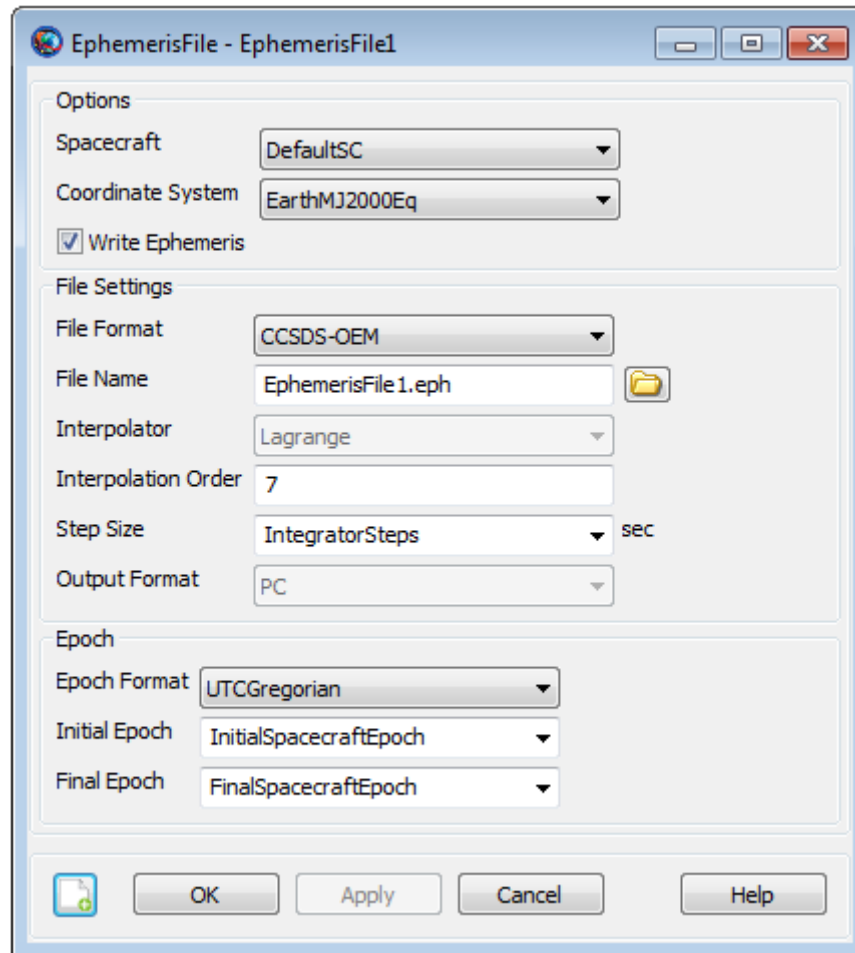 EphemerisFile - EphemerisFile1
Options
Spacecraft DefaultSC
Coordinate System EarthMJ2000Eq
Write Ephemeris
File Settings
File Format CCSDS-OEM
File Name EphemerisFile1.eph
Interpolator Lagrange
Interpolation Order 7
Step Size IntegratorSteps sec
Output Format PC
Epoch
Epoch Format UTCGregorian
Initial Epoch InitialSpacecraftEpoch
Final Epoch FinalSpacecraftEpoch
OK Apply Cancel Help